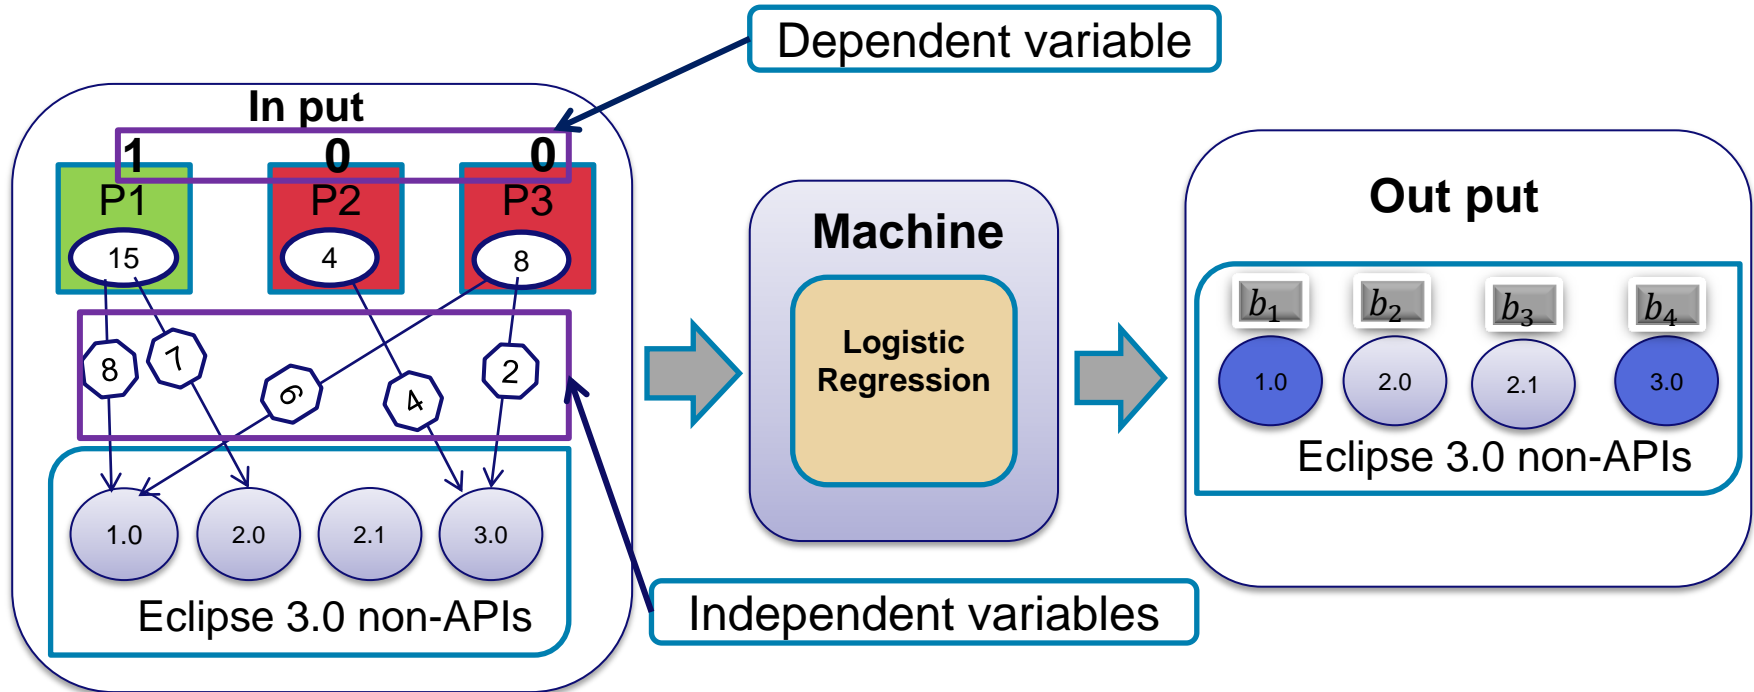 Dependent variable
In put
1 0 0
P1 P2 P3
15 4 8
8 7 6 4 2
1.0 2.0 2.1 3.0
Eclipse 3.0 non-APIs
Independent variables
Machine
Logistic
Regression
Out put
b₁ b₂ b₃ b₄
1.0 2.0 2.1 3.0
Eclipse 3.0 non-APIs